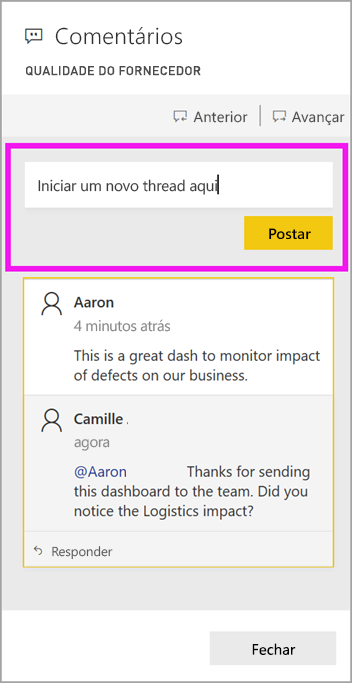 Comentários
QUALIDADE DO FORNECEDOR
Anterior Avançar
Iniciar um novo thread aqui
Postar
Aaron
4 minutos atrás
This is a great dash to monitor impact
of defects on our business.
Camille .
agora
@Aaron Thanks for sending
this dashboard to the team. Did you
notice the Logistics impact?
Responder
Fechar